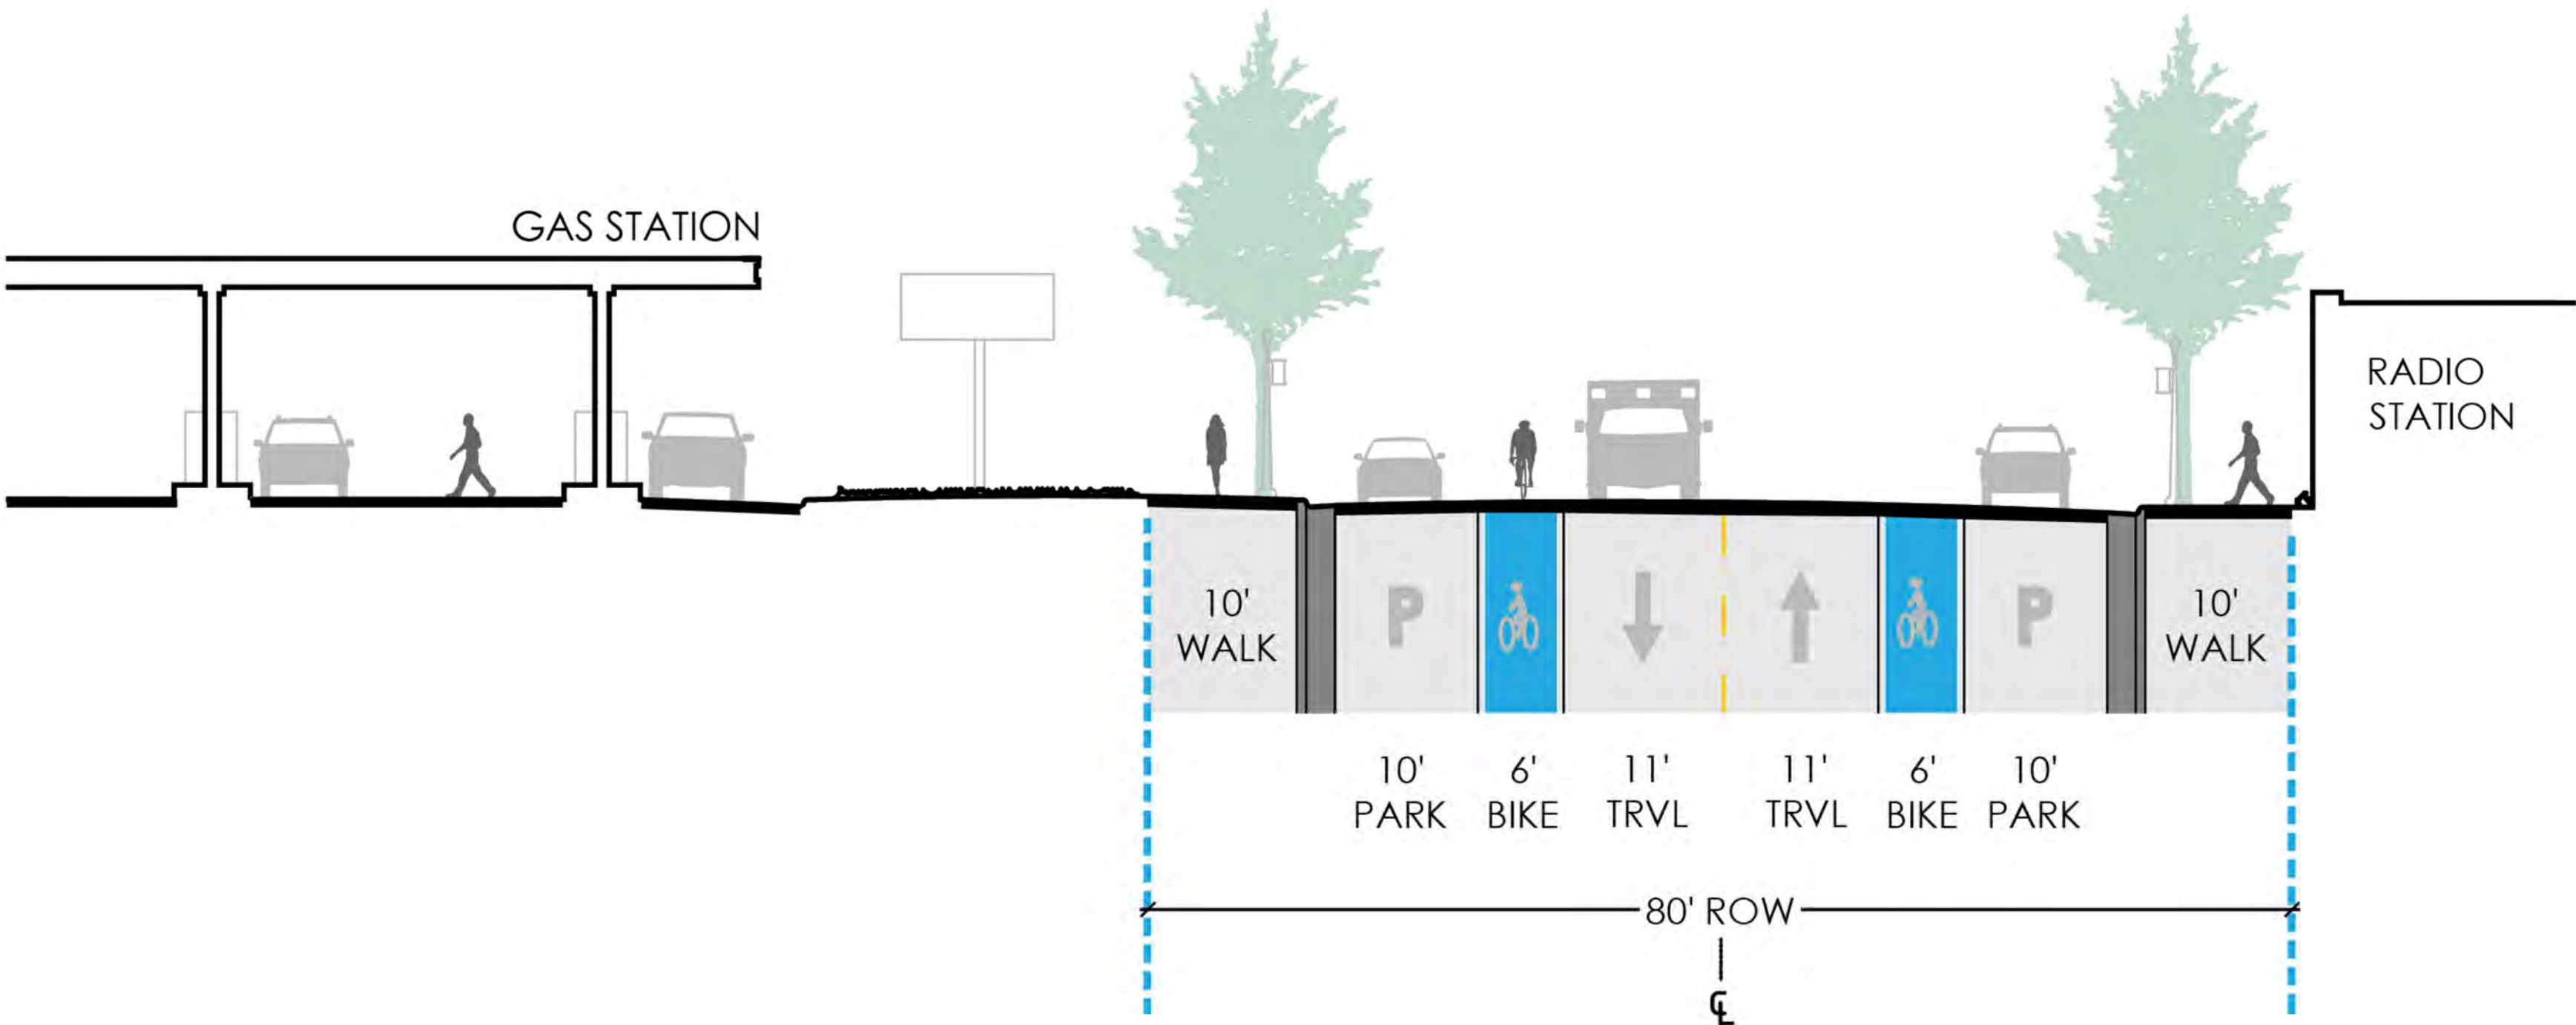 GAS STATION
RADIO
STATION
10'
WALK
P
P
10'
WALK
10'
PARK
6'
BIKE
11'
TRVL
11'
TRVL
6'
BIKE
10'
PARK
80' ROW
℄